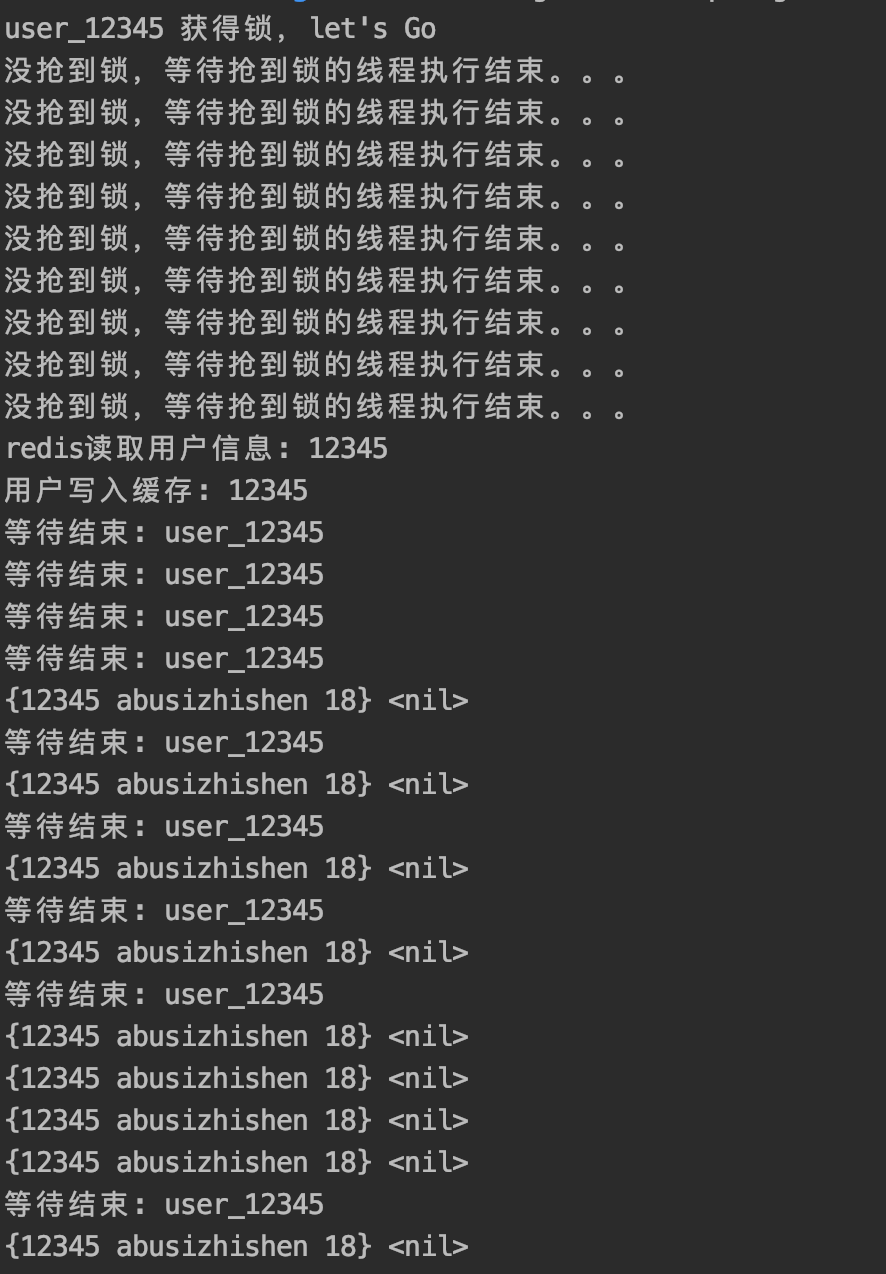 user_12345 获得锁, let's Go
没抢到锁, 等待抢到锁的线程执行结束。。。
没抢到锁, 等待抢到锁的线程执行结束。。。
没抢到锁, 等待抢到锁的线程执行结束。。。
没抢到锁, 等待抢到锁的线程执行结束。。。
没抢到锁, 等待抢到锁的线程执行结束。。。
没抢到锁, 等待抢到锁的线程执行结束。。。
没抢到锁, 等待抢到锁的线程执行结束。。。
没抢到锁, 等待抢到锁的线程执行结束。。。
没抢到锁, 等待抢到锁的线程执行结束。。。
redis读取用户信息: 12345
用户写入缓存: 12345
等待结束: user_12345
等待结束: user_12345
等待结束: user_12345
等待结束: user_12345
{12345 abusizhishen 18} <nil>
等待结束: user_12345
{12345 abusizhishen 18} <nil>
等待结束: user_12345
{12345 abusizhishen 18} <nil>
等待结束: user_12345
{12345 abusizhishen 18} <nil>
等待结束: user_12345
{12345 abusizhishen 18} <nil>
{12345 abusizhishen 18} <nil>
{12345 abusizhishen 18} <nil>
{12345 abusizhishen 18} <nil>
等待结束: user_12345
{12345 abusizhishen 18} <nil>